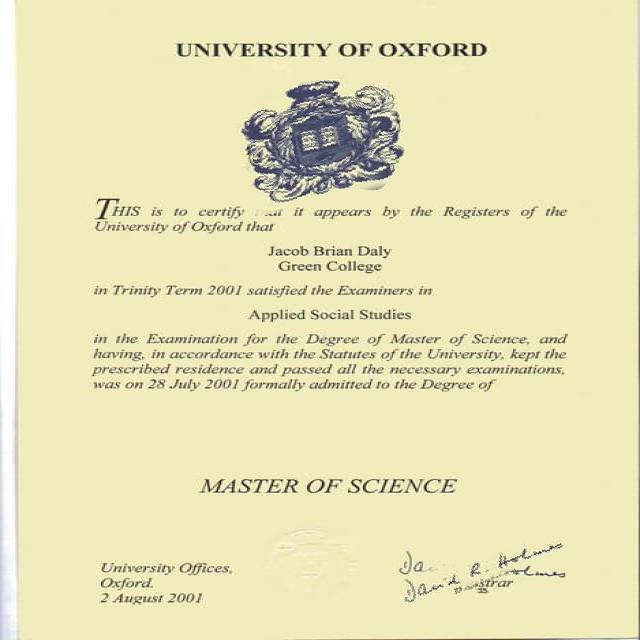 UNIVERSITY OF OXFORD
THIS is to certify it appears by the Registers of the
University of Oxford that
Jacob Brian Daly
Green College
in Trinity Term 2001 satisfied the Examiners in
Applied Social Studies
in the Examination for the Degree of Master of Science, and
having, in accordance with the Statutes of the University, kept the
prescribed residence and passed all the necessary examinations,
was on 28 July 2001 formally admitted to the Degree of
MASTER OF SCIENCE
University Offices,
Oxford.
2 August 2001
David R. Holmes